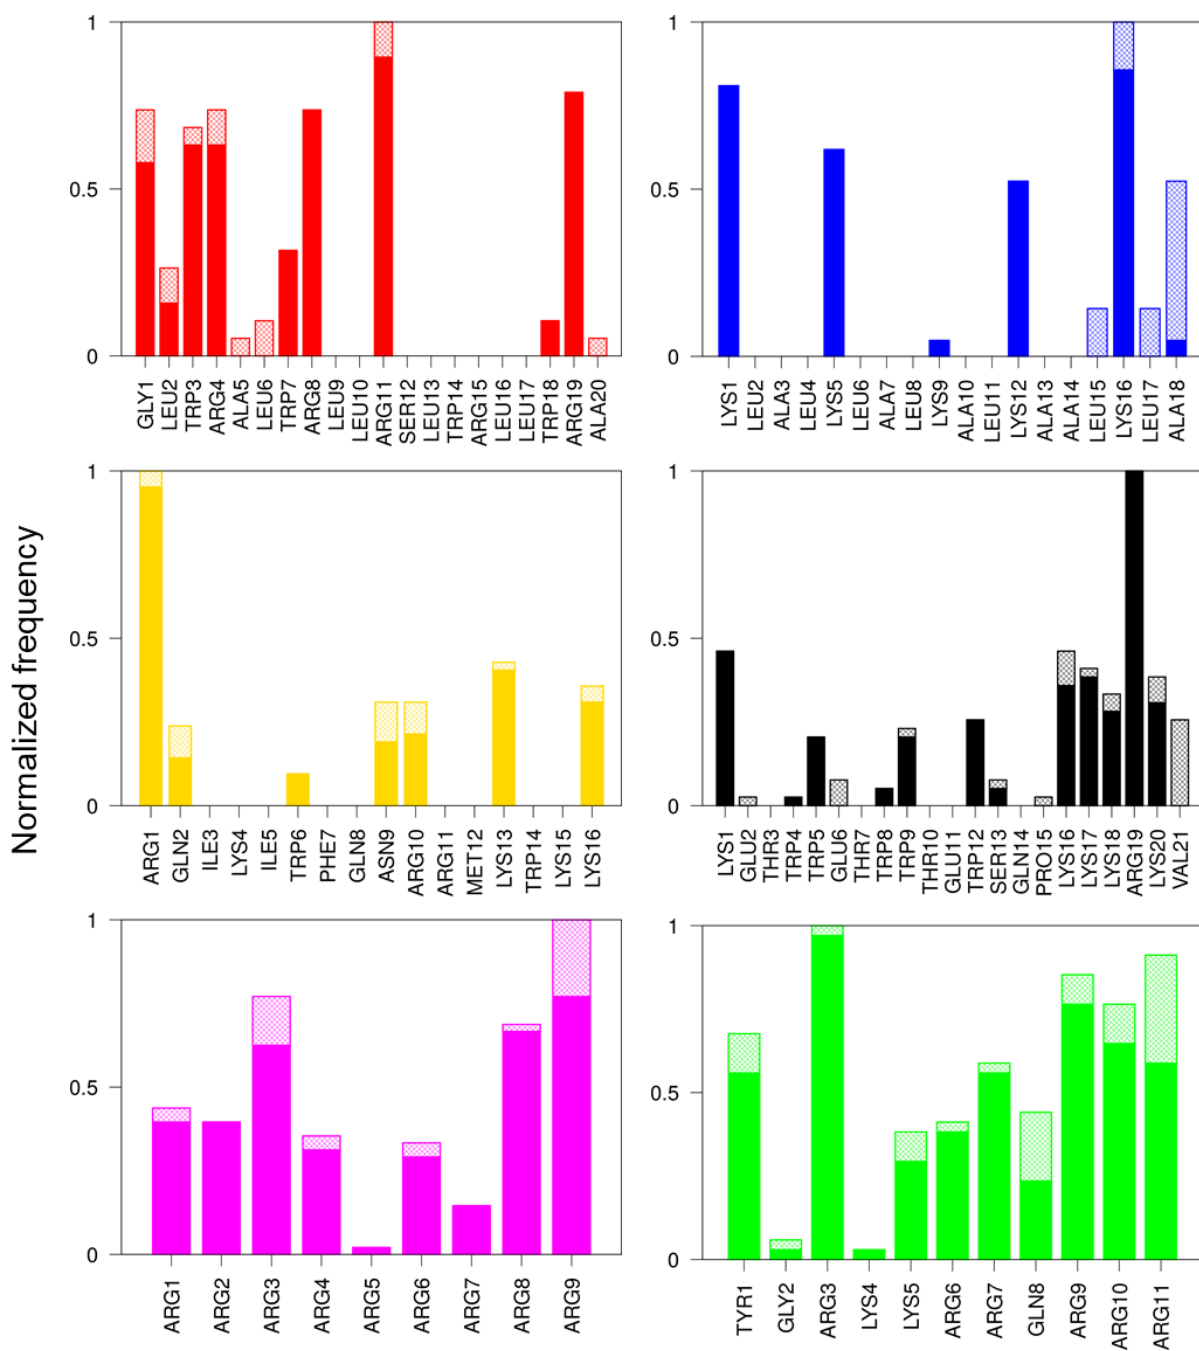 Normalized frequency
1
0.5
0
GLY1 LEU2 TRP3 ARG4 ALA5 LEU6 TRP7 ARG8 LEU9 LEU10 ARG11 SER12 LEU13 TRP14 ARG15 LEU16 LEU17 TRP18 ARG19 ALA20
1
0.5
0
LYS1 LEU2 ALA3 LEU4 LYS5 LEU6 ALA7 LEU8 LYS9 ALA10 LEU11 LYS12 ALA13 ALA14 LEU15 LYS16 LEU17 ALA18
1
0.5
0
ARG1 GLN2 ILE3 LYS4 ILE5 TRP6 PHE7 GLN8 ASN9 ARG10 ARG11 MET12 LYS13 TRP14 LYS15 LYS16
1
0.5
0
LYS1 GLU2 THR3 TRP4 TRP5 GLU6 THR7 TRP8 TRP9 THR10 GLU11 TRP12 SER13 GLN14 PRO15 LYS16 LYS17 LYS18 ARG19 LYS20 VAL21
1
0.5
0
ARG1 ARG2 ARG3 ARG4 ARG5 ARG6 ARG7 ARG8 ARG9
1
0.5
0
TYR1 GLY2 ARG3 LYS4 LYS5 ARG6 ARG7 GLN8 ARG9 ARG10 ARG11